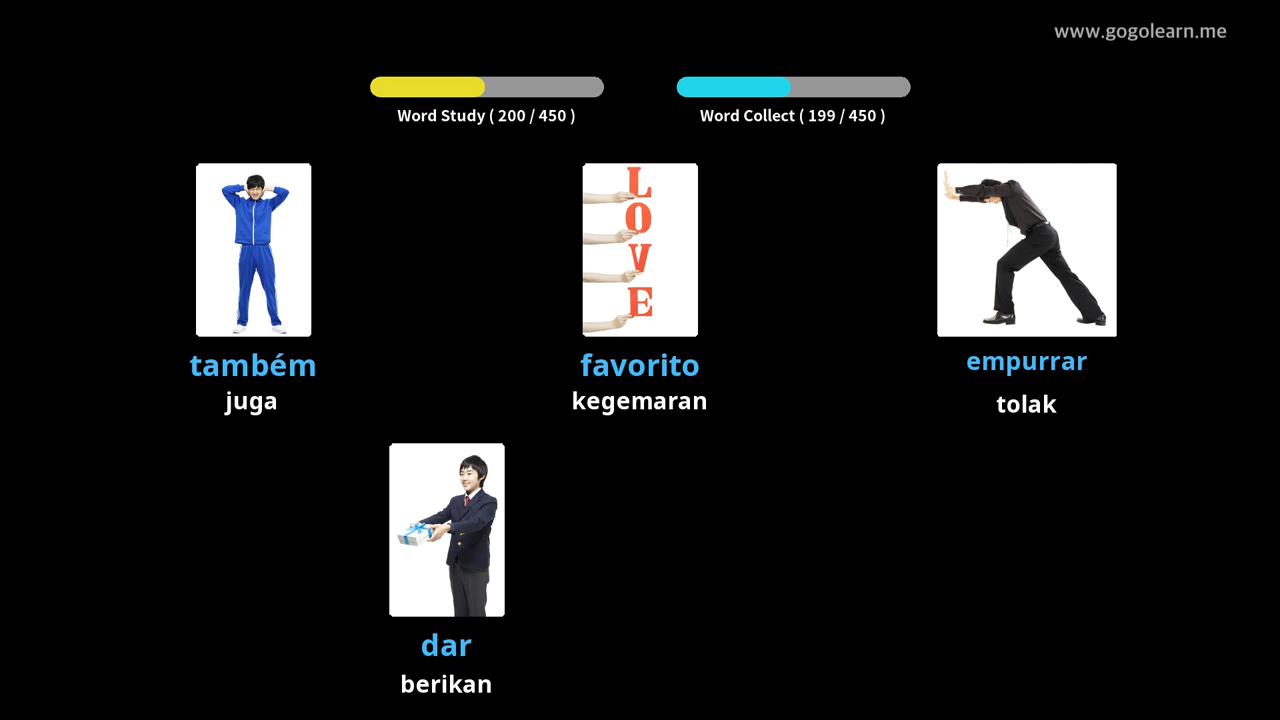 www.gogolearn.me
Word Study ( 200 / 450 )
Word Collect ( 199 / 450 )
L
O
V
E
também
favorito
empurrar
juga
kegemaran
tolak
dar
berikan